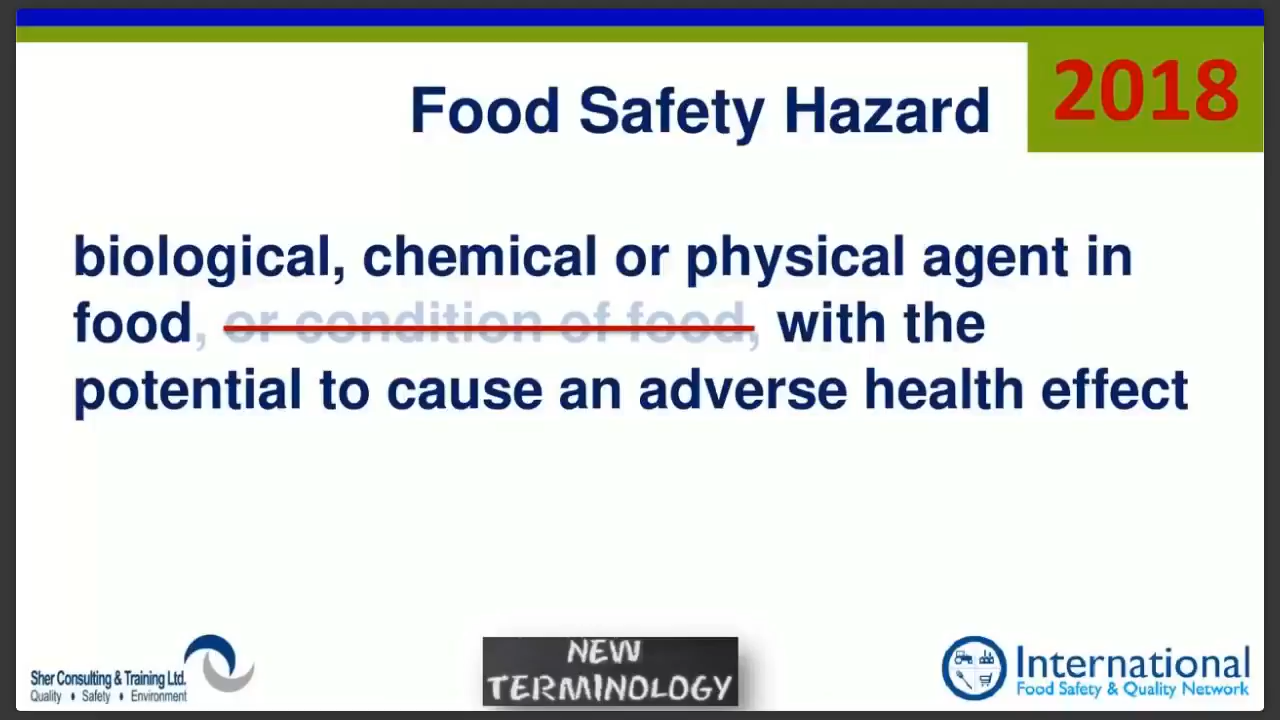 Food Safety Hazard
2018
biological, chemical or physical agent in
food, or condition of food, with the
potential to cause an adverse health effect
Sher Consulting & Training Ltd.
Quality • Safety • Environment
NEW
TERMINOLOGY
International
Food Safety & Quality Network